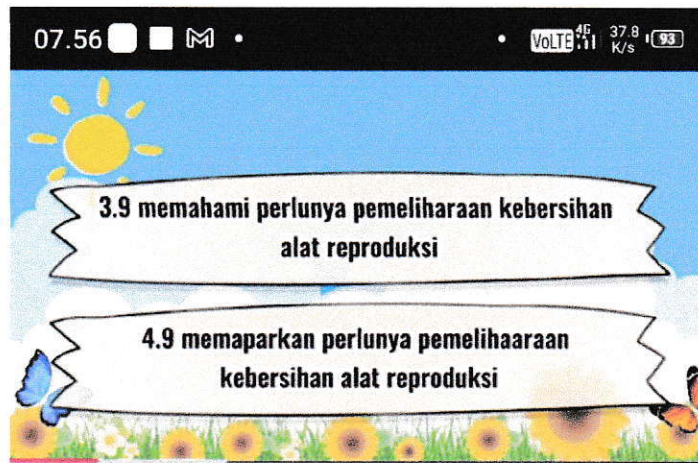 07.56 VoLTE 4G 37.8 K/s 93
3.9 memahami perlunya pemeliharaan kebersihan
alat reproduksi
4.9 memaparkan perlunya pemelihaaraan
kebersihan alat reproduksi